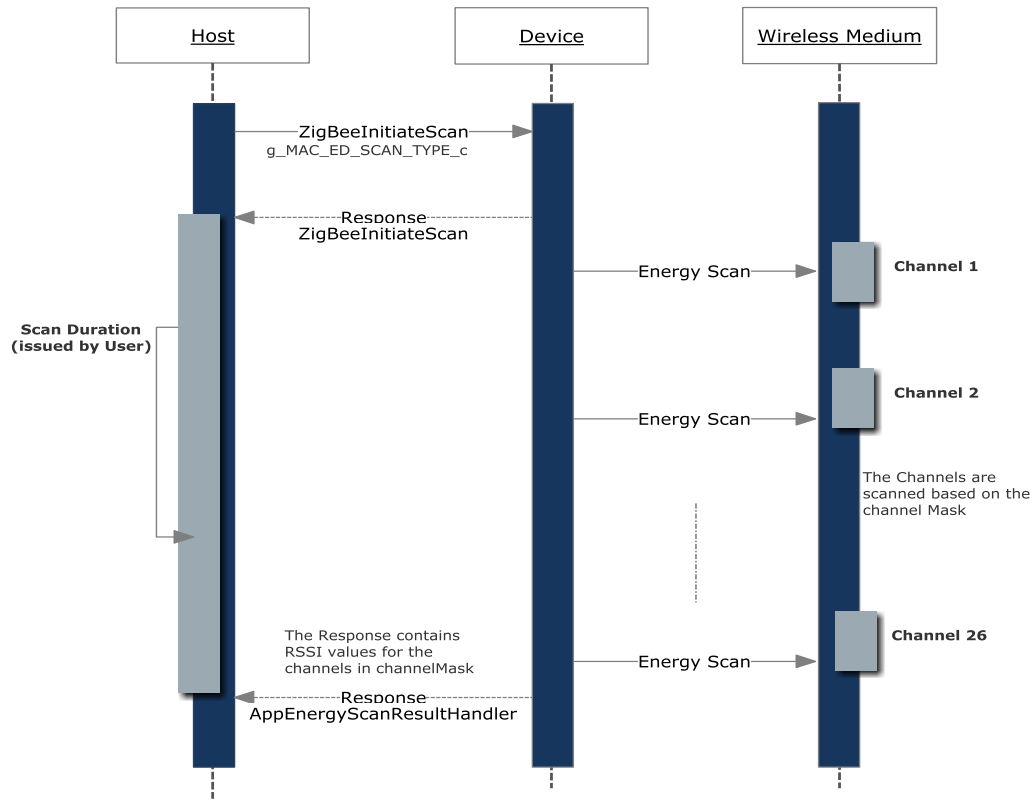 Host
Device
Wireless Medium
ZigBeeInitiateScan
g_MAC_ED_SCAN_TYPE_c
Response
ZigBeeInitiateScan
Energy Scan
Channel 1
Scan Duration
(issued by User)
Channel 2
Energy Scan
The Channels are
scanned based on the
channel Mask
The Response contains
RSSI values for the
channels in channelMask
Channel 26
Energy Scan
Response
AppEnergyScanResultHandler